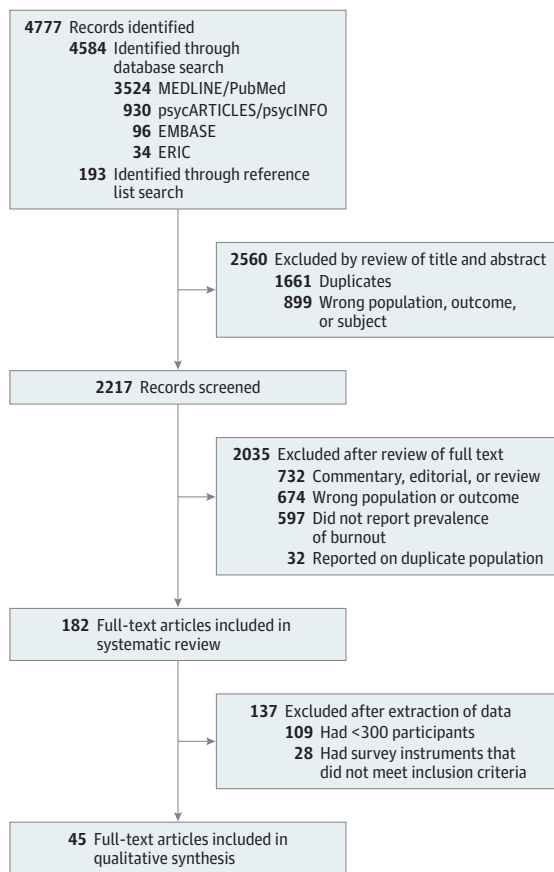 4777 Records identified
4584 Identified through
database search
3524 MEDLINE/PubMed
930 psycARTICLES/psycINFO
96 EMBASE
34 ERIC
193 Identified through reference
list search
2560 Excluded by review of title and abstract
1661 Duplicates
899 Wrong population, outcome,
or subject
2217 Records screened
2035 Excluded after review of full text
732 Commentary, editorial, or review
674 Wrong population or outcome
597 Did not report prevalence
of burnout
32 Reported on duplicate population
182 Full-text articles included in
systematic review
137 Excluded after extraction of data
109 Had <300 participants
28 Had survey instruments that
did not meet inclusion criteria
45 Full-text articles included in
qualitative synthesis